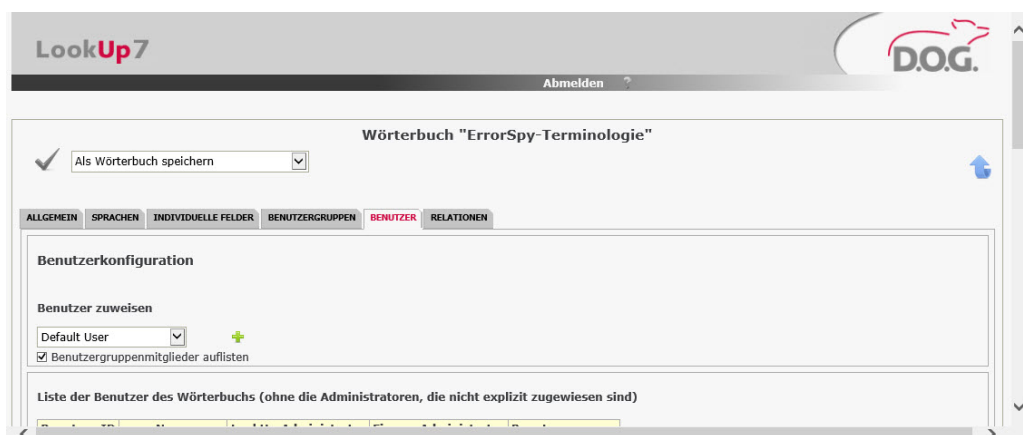 LookUp7
D.O.G.
Abmelden ?
Wörterbuch "ErrorSpy-Terminologie"
Als Wörterbuch speichern
ALLGEMEIN SPRACHEN INDIVIDUELLE FELDER BENUTZERGRUPPEN BENUTZER RELATIONEN
Benutzerkonfiguration
Benutzer zuweisen
Default User
Benutzergruppenmitglieder auflisten
Liste der Benutzer des Wörterbuchs (ohne die Administratoren, die nicht explizit zugewiesen sind)